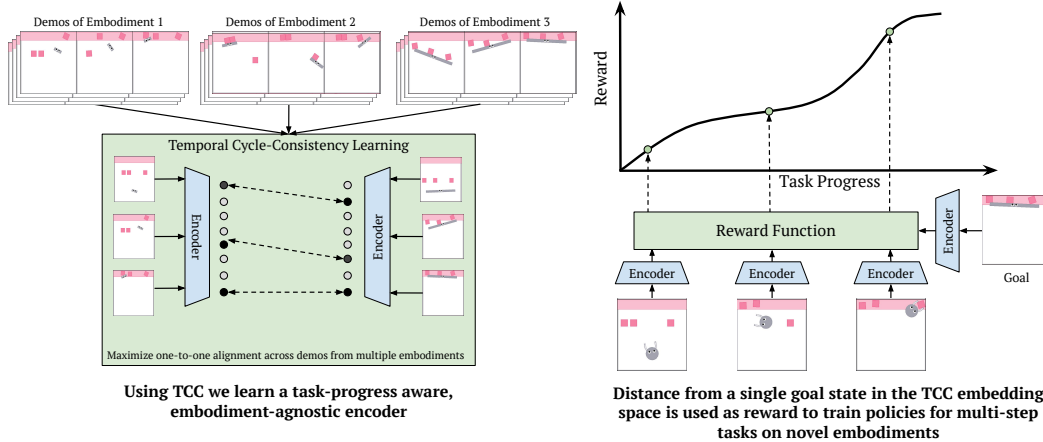 Demos of Embodiment 1
Demos of Embodiment 2
Demos of Embodiment 3
Temporal Cycle-Consistency Learning
Encoder
Encoder
Maximize one-to-one alignment across demos from multiple embodiments
Using TCC we learn a task-progress aware,
embodiment-agnostic encoder
Reward
Task Progress
Reward Function
Encoder
Goal
Encoder
Encoder
Encoder
Distance from a single goal state in the TCC embedding
space is used as reward to train policies for multi-step
tasks on novel embodiments